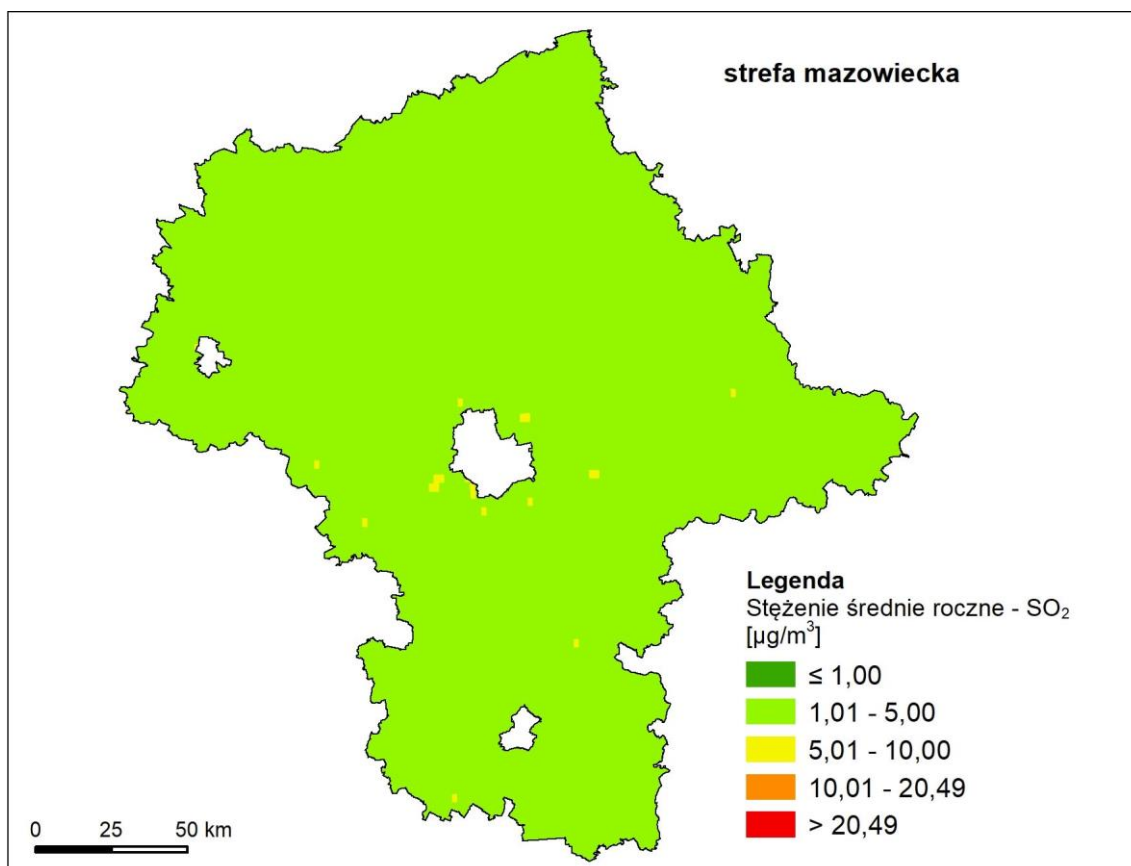 strefa mazowiecka
Legenda
Stężenie średnie roczne - SO₂
[µg/m³]
≤ 1,00
1,01 - 5,00
5,01 - 10,00
10,01 - 20,49
> 20,49
0 25 50 km